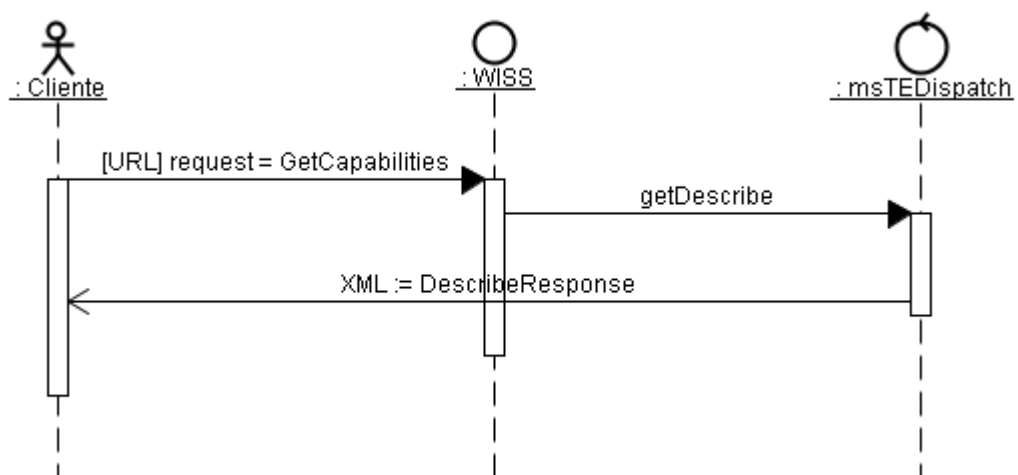 : Cliente
: WISS
: msTEDispatch
[URL] request = GetCapabilities
getDescribe
XML := DescribeResponse